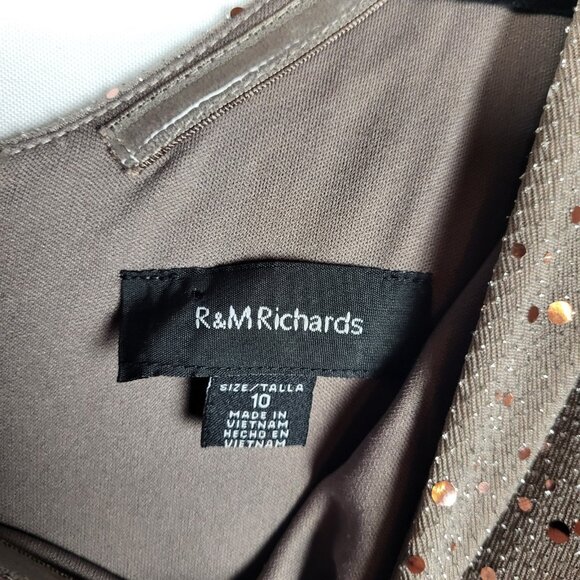 R&M Richards
SIZE/TALLA
10
MADE IN
VIETNAM
HECHO EN
VIETNAM